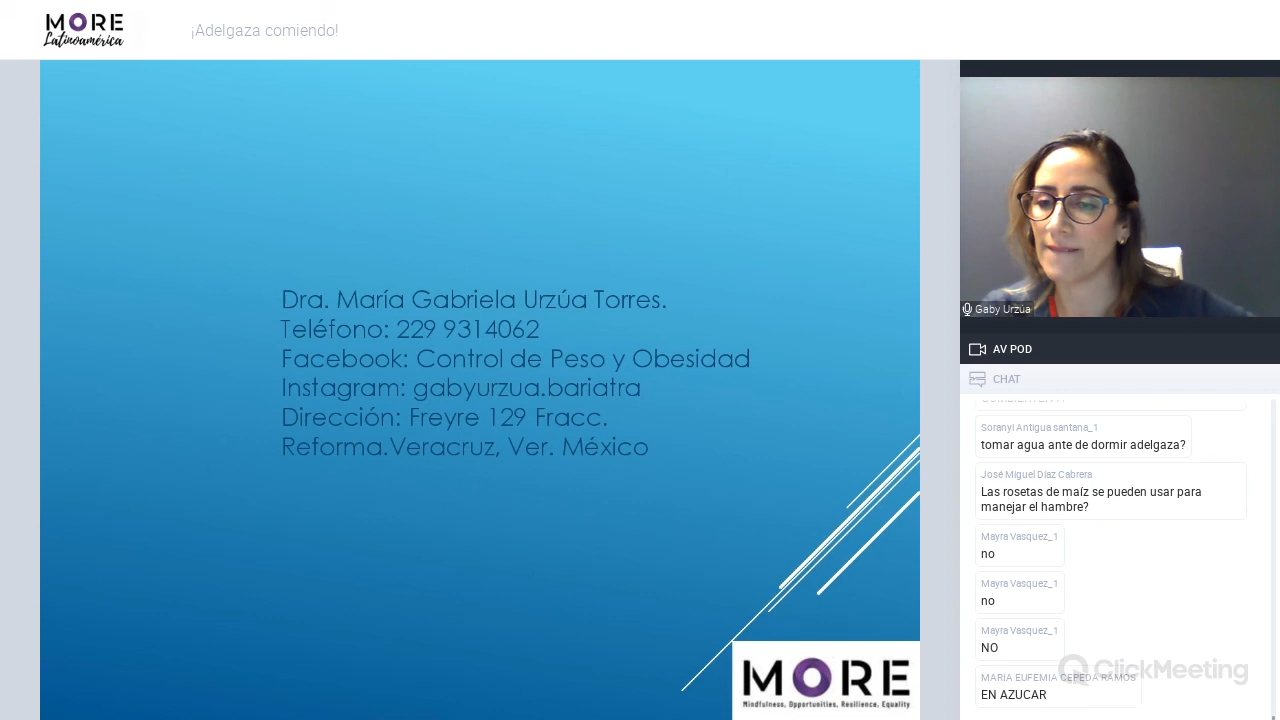 MORE
Latinoamérica
¡Adelgaza comiendo!
Dra. María Gabriela Urzúa Torres.
Teléfono: 229 9314062
Facebook: Control de Peso y Obesidad
Instagram: gabyurzua.bariatra
Dirección: Freyre 129 Fracc.
Reforma.Veracruz, Ver. México
MORE
Mindfulness, Opportunities, Resilience, Equality
Gaby Urzúa
AV POD
CHAT
Soranyi Antigua santana_1
tomar agua ante de dormir adelgaza?
José Miguel Díaz Cabrera
Las rosetas de maíz se pueden usar para
manejar el hambre?
Mayra Vasquez_1
no
Mayra Vasquez_1
no
Mayra Vasquez_1
NO
MARIA EUFEMIA CEPEDA RAMOS
EN AZUCAR
ClickMeeting